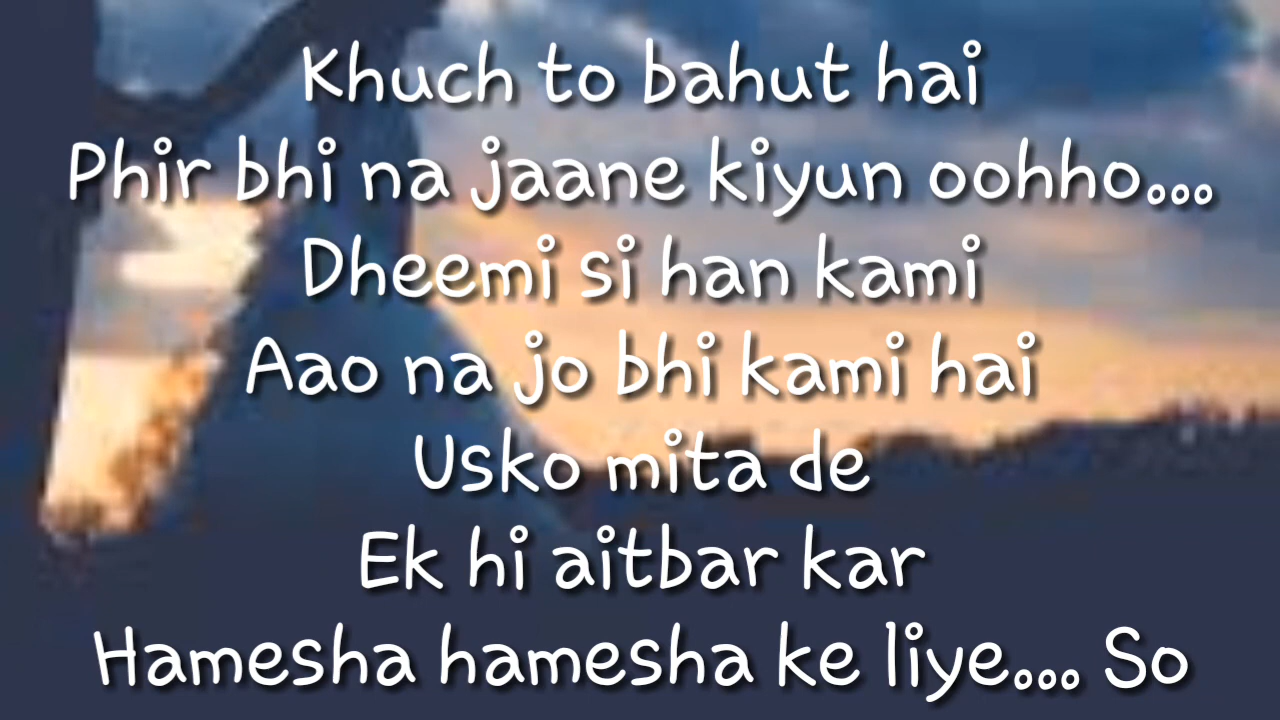 Khuch to bahut hai
Phir bhi na jaane kiyun oohho...
Dheemi si han kami
Aao na jo bhi kami hai
Usko mita de
Ek hi aitbar kar
Hamesha hamesha ke liye... So